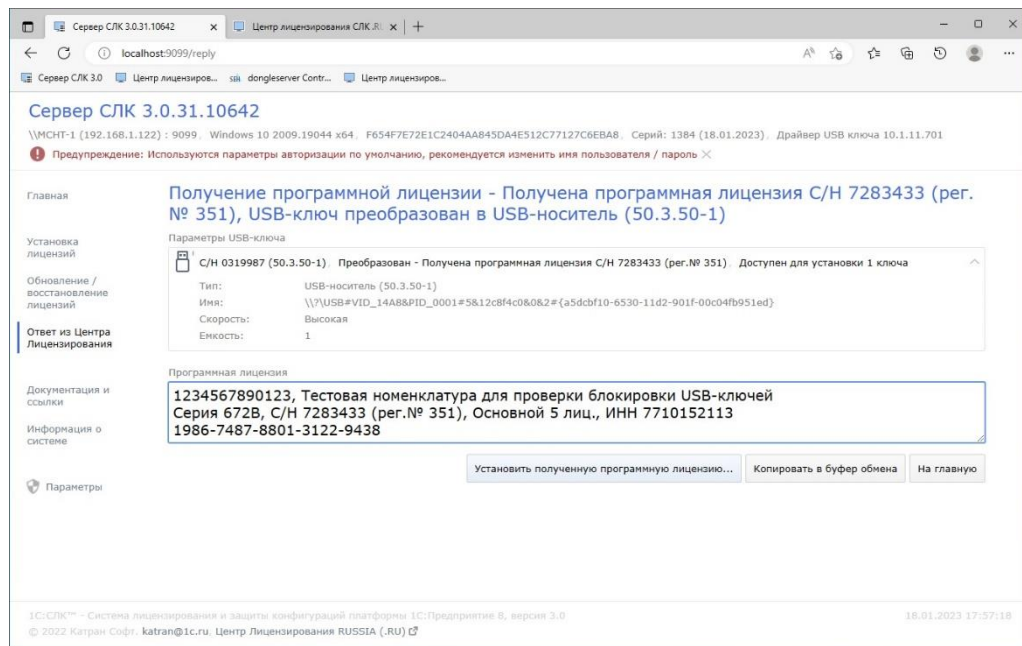 Сервер СЛК 3.0.31.10642
Центр лицензирования СЛК .RU
localhost:9099/reply
Сервер СЛК 3.0 Центр лицензиров... dongleserver Contr... Центр лицензиров...
Сервер СЛК 3.0.31.10642
\\MCHT-1 (192.168.1.122) : 9099, Windows 10 2009.19044 x64, F654F7E72E1C2404AA845DA4E512C77127C6EBA8, Серий: 1384 (18.01.2023), Драйвер USB ключа 10.1.11.701
Предупреждение: Используются параметры авторизации по умолчанию, рекомендуется изменить имя пользователя / пароль
Главная
Установка
лицензий
Обновление /
восстановление
лицензий
Ответ из Центра
Лицензирования
Документация и
ссылки
Информация о
системе
Параметры
Получение программной лицензии - Получена программная лицензия С/Н 7283433 (рег.
№ 351), USB-ключ преобразован в USB-носитель (50.3.50-1)
Параметры USB-ключа
С/Н 0319987 (50.3.50-1), Преобразован - Получена программная лицензия С/Н 7283433 (рег.№ 351), Доступен для установки 1 ключа
Тип: USB-носитель (50.3.50-1)
Имя: \\?\USB#VID_14A8&PID_0001#5&12c8f4c0&0&2#{a5dcbf10-6530-11d2-901f-00c04fb951ed}
Скорость: Высокая
Емкость: 1
Программная лицензия
1234567890123, Тестовая номенклатура для проверки блокировки USB-ключей
Серия 672B, С/Н 7283433 (рег.№ 351), Основной 5 лиц., ИНН 7710152113
1986-7487-8801-3122-9438
Установить полученную программную лицензию... Копировать в буфер обмена На главную
1С:СЛК™ - Система лицензирования и защиты конфигураций платформы 1С:Предприятие 8, версия 3.0 18.01.2023 17:57:18
© 2022 Катран Софт, katran@1c.ru, Центр Лицензирования RUSSIA (.RU)